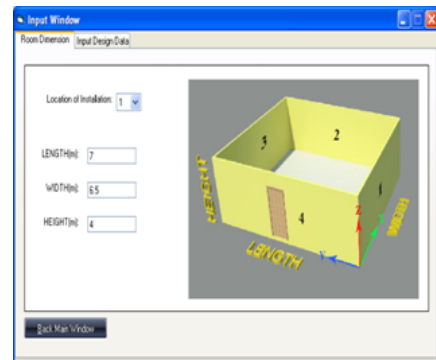 Input Window
Room Dimension Input Design Data
Location of Installation: 1
LENGTH(m): 7
WIDTH(m): 6.5
HEIGHT(m): 4
HEIGHT
3
2
1
4
LENGTH
WIDTH
Z
Y
Back Main Window